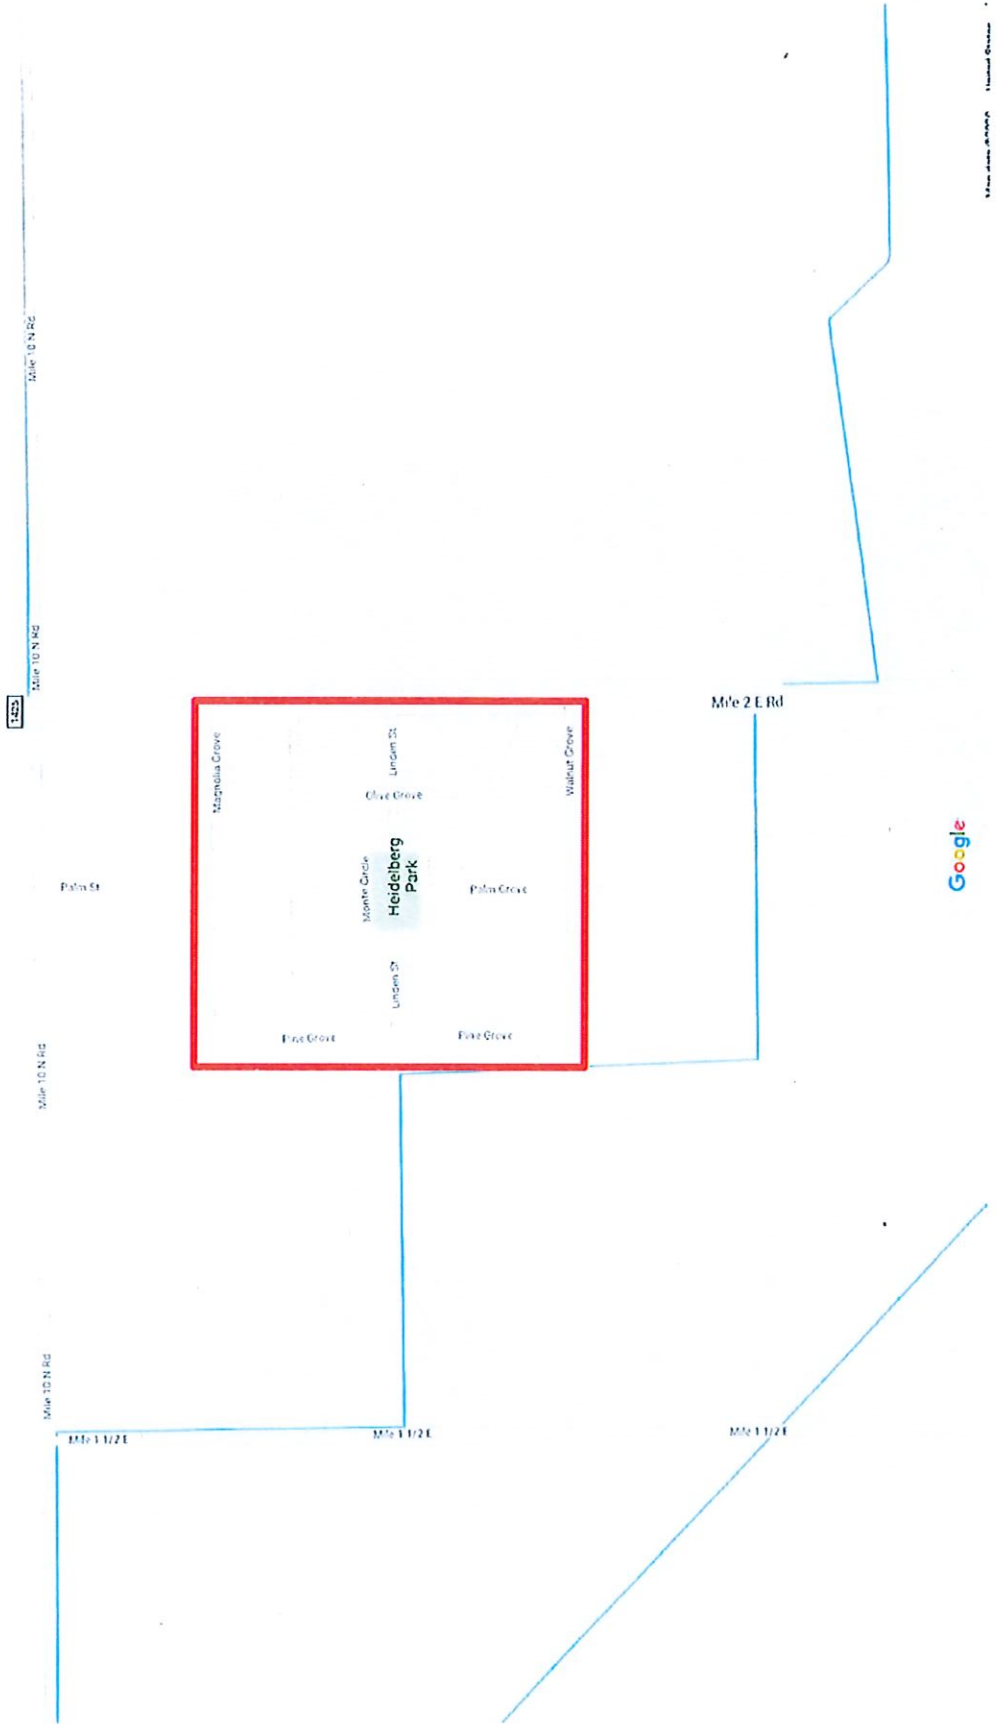 1425
Mile 10 N Rd
Mile 10 N Rd
Mile 10 N Rd
Mile 10 N Rd
Palm St
Magnolia Grove
Linden St
Olive Grove
Walnut Grove
Monte Circle
Heidelberg
Park
Palm Grove
Linden St
Pine Grove
Pine Grove
Mile 2 E Rd
Mile 1 1/2 E
Mile 1 1/2 E
Mile 1 1/2 E
Google
United States